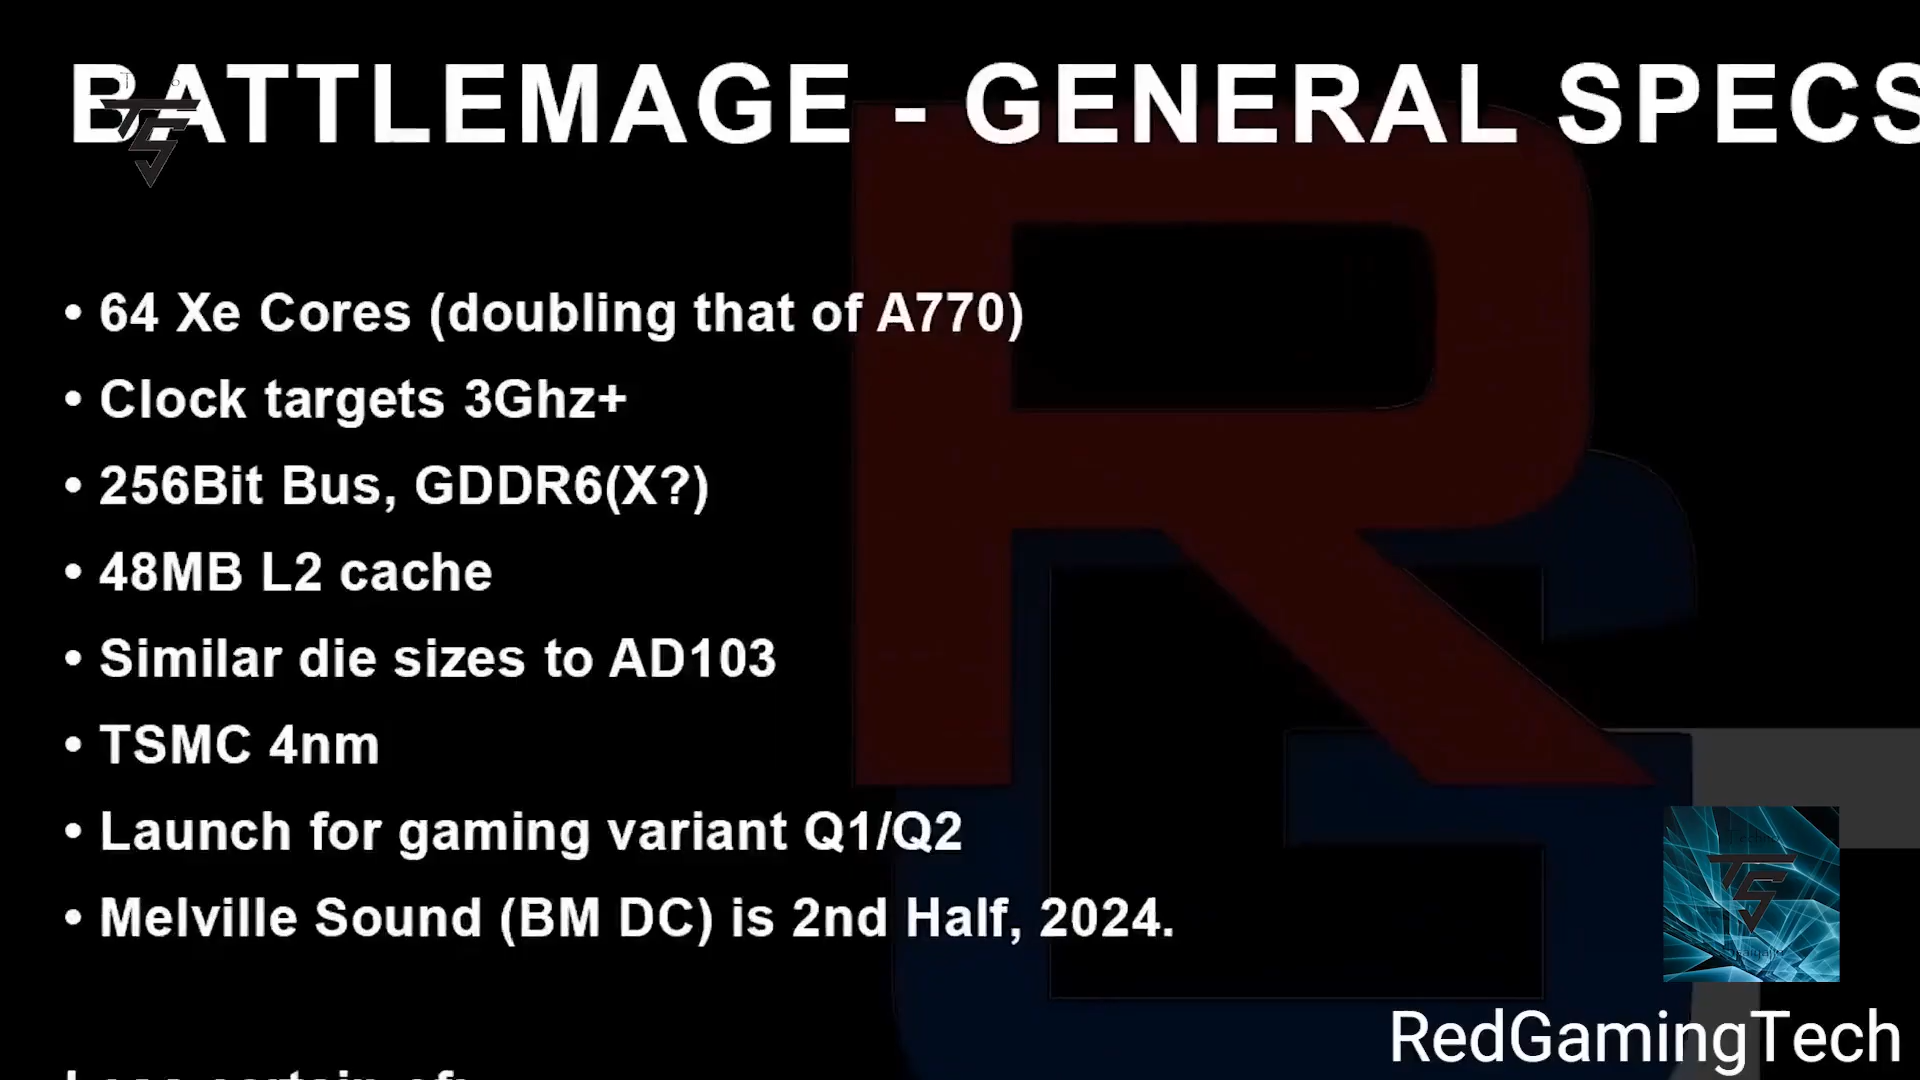 BATTLEMAGE - GENERAL SPECS
• 64 Xe Cores (doubling that of A770)
• Clock targets 3Ghz+
• 256Bit Bus, GDDR6(X?)
• 48MB L2 cache
• Similar die sizes to AD103
• TSMC 4nm
• Launch for gaming variant Q1/Q2
• Melville Sound (BM DC) is 2nd Half, 2024.
RedGamingTech